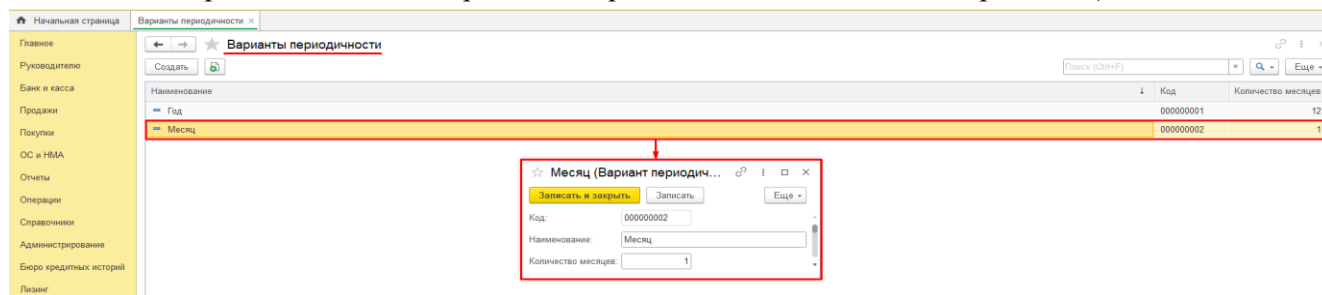 Начальная страница Варианты периодичности ×
Главное
Руководителю
Банк и касса
Продажи
Покупки
ОС и НМА
Отчеты
Операции
Справочники
Администрирование
Бюро кредитных историй
Лизинг
Варианты периодичности
Создать Поиск (Ctrl+F) × Еще
Наименование ↓ Код Количество месяцев
Год 000000001 12
Месяц 000000002 1
Месяц (Вариант периодич...
Записать и закрыть Записать Еще
Код: 000000002
Наименование: Месяц
Количество месяцев: 1